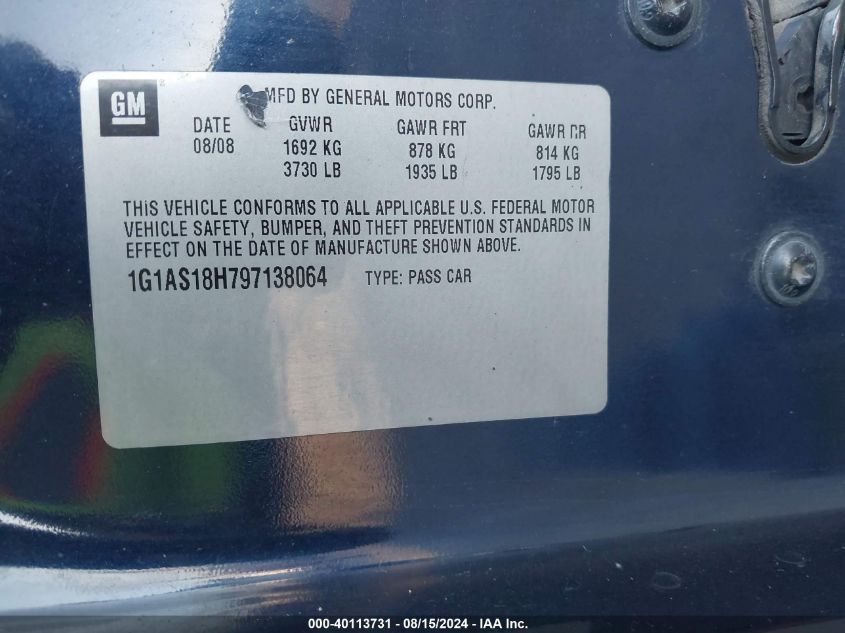 GM
MFD BY GENERAL MOTORS CORP.
DATE GVWR GAWR FRT GAWR RR
08/08 1692 KG 878 KG 814 KG
3730 LB 1935 LB 1795 LB
THIS VEHICLE CONFORMS TO ALL APPLICABLE U.S. FEDERAL MOTOR
VEHICLE SAFETY, BUMPER, AND THEFT PREVENTION STANDARDS IN
EFFECT ON THE DATE OF MANUFACTURE SHOWN ABOVE.
1G1AS18H797138064 TYPE: PASS CAR
000-40113731 - 08/15/2024 - IAA Inc.